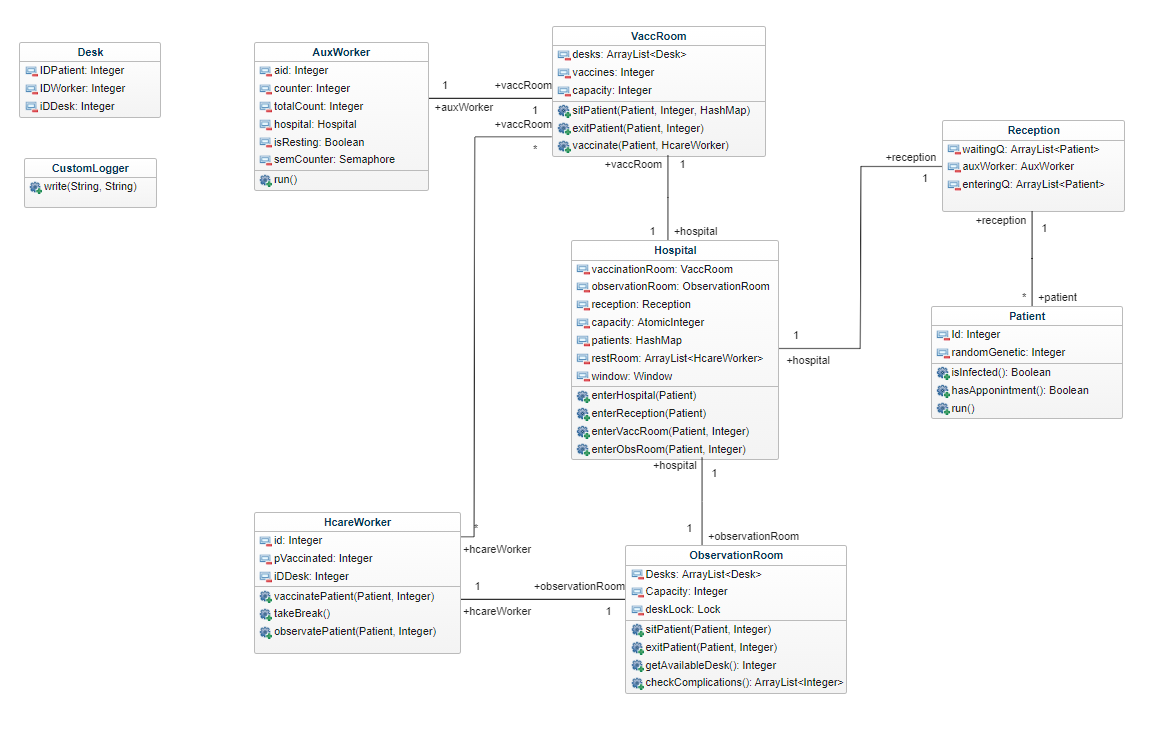 Desk
IDPatient: Integer
IDWorker: Integer
iDDesk: Integer
CustomLogger
write(String, String)
AuxWorker
aid: Integer
counter: Integer
totalCount: Integer
hospital: Hospital
isResting: Boolean
semCounter: Semaphore
run()
1
+vaccRoom
+auxWorker
1
+vaccRoom
*
VaccRoom
desks: ArrayList<Desk>
vaccines: Integer
capacity: Integer
sitPatient(Patient, Integer, HashMap)
exitPatient(Patient, Integer)
vaccinate(Patient, HcareWorker)
+vaccRoom
1
1
+hospital
Reception
waitingQ: ArrayList<Patient>
auxWorker: AuxWorker
enteringQ: ArrayList<Patient>
+reception
1
+reception
1
*
+patient
Hospital
vaccinationRoom: VaccRoom
observationRoom: ObservationRoom
reception: Reception
capacity: AtomicInteger
patients: HashMap
restRoom: ArrayList<HcareWorker>
window: Window
enterHospital(Patient)
enterReception(Patient)
enterVaccRoom(Patient, Integer)
enterObsRoom(Patient, Integer)
1
+hospital
+hospital
1
1
+observationRoom
Patient
Id: Integer
randomGenetic: Integer
isInfected(): Boolean
hasApponintment(): Boolean
run()
HcareWorker
id: Integer
pVaccinated: Integer
iDDesk: Integer
vaccinatePatient(Patient, Integer)
takeBreak()
observatePatient(Patient, Integer)
*
+hcareWorker
1
+observationRoom
+hcareWorker
1
ObservationRoom
Desks: ArrayList<Desk>
Capacity: Integer
deskLock: Lock
sitPatient(Patient, Integer)
exitPatient(Patient, Integer)
getAvailableDesk(): Integer
checkComplications(): ArrayList<Integer>